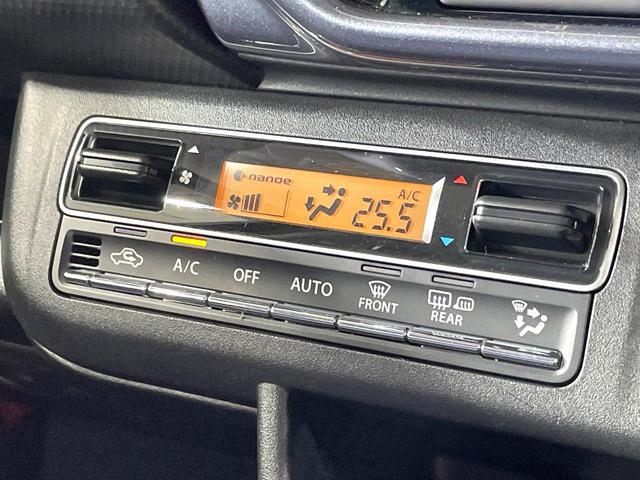 nanoe
A/C
25.5
A/C
OFF
AUTO
FRONT
REAR